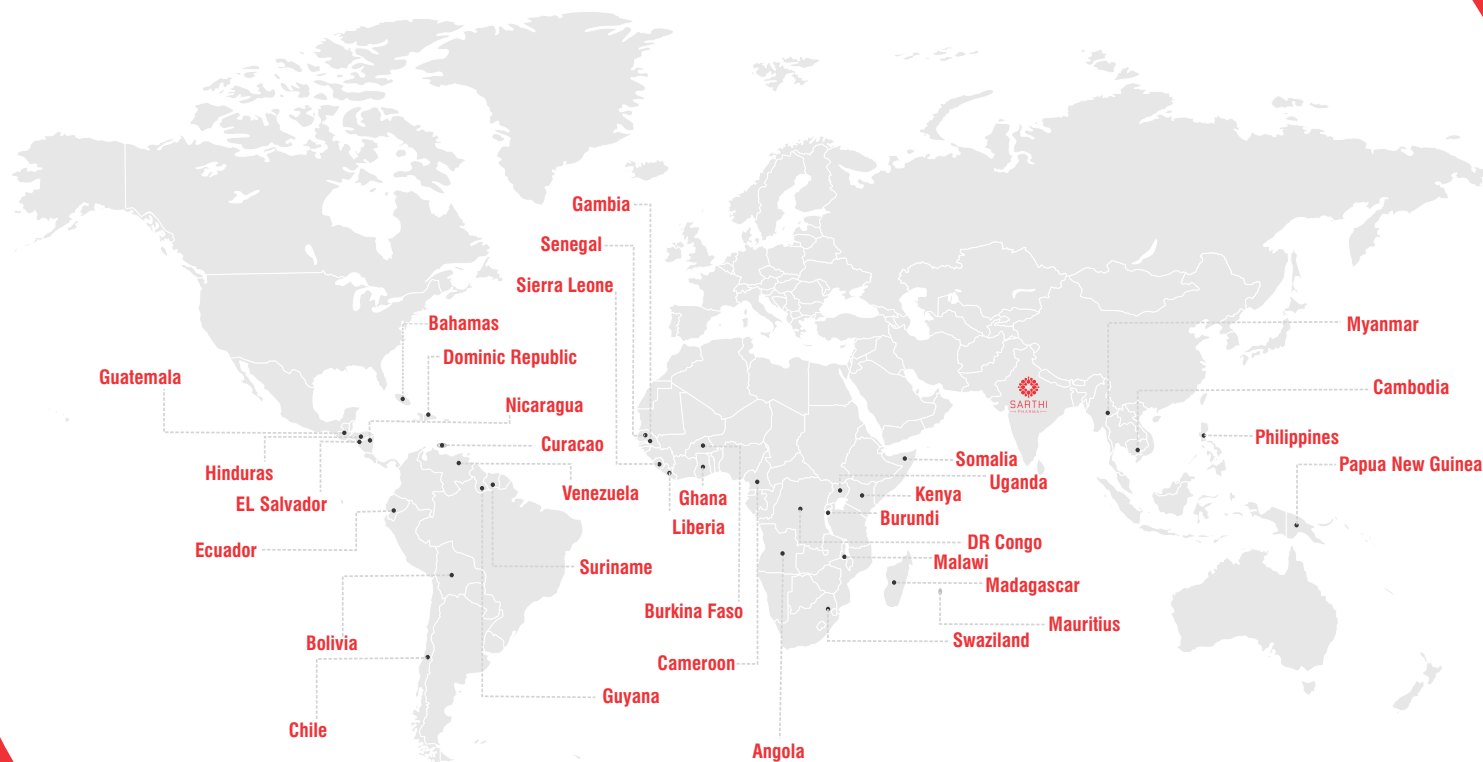 Gambia
Senegal
Sierra Leone
Bahamas
Myanmar
Dominic Republic
Guatemala
Cambodia
SARTHI
PHARMA
Nicaragua
Curacao
Philippines
Somalia
Papua New Guinea
Hinduras
Uganda
Venezuela
Ghana
Kenya
EL Salvador
Burundi
Liberia
DR Congo
Ecuador
Malawi
Suriname
Madagascar
Burkina Faso
Mauritius
Bolivia
Swaziland
Cameroon
Guyana
Chile
Angola